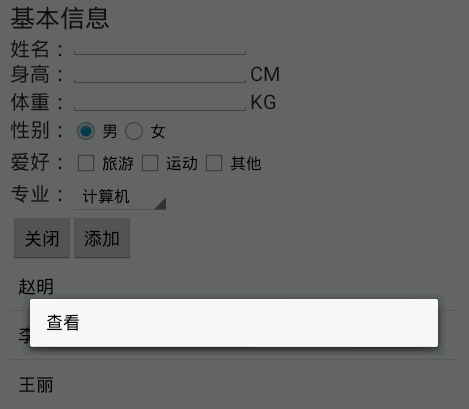 基本信息
姓名：
身高： CM
体重： KG
性别： 男 女
爱好： 旅游 运动 其他
专业： 计算机
关闭 添加
赵明
查看
王丽